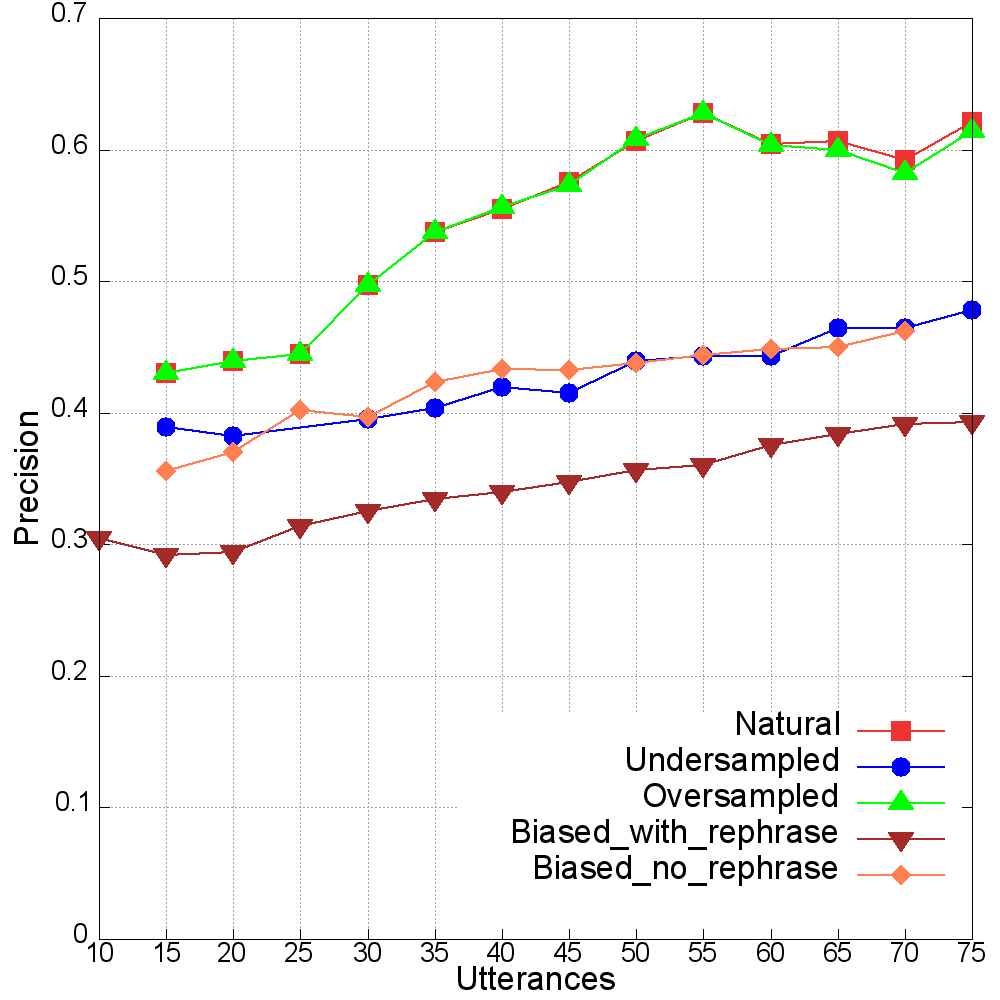 0.7
0.6
0.5
0.4
0.3
0.2
0.1
0
Precision
Natural
Undersampled
Oversampled
Biased_with_rephrase
Biased_no_rephrase
10 15 20 25 30 35 40 45 50 55 60 65 70 75
Utterances